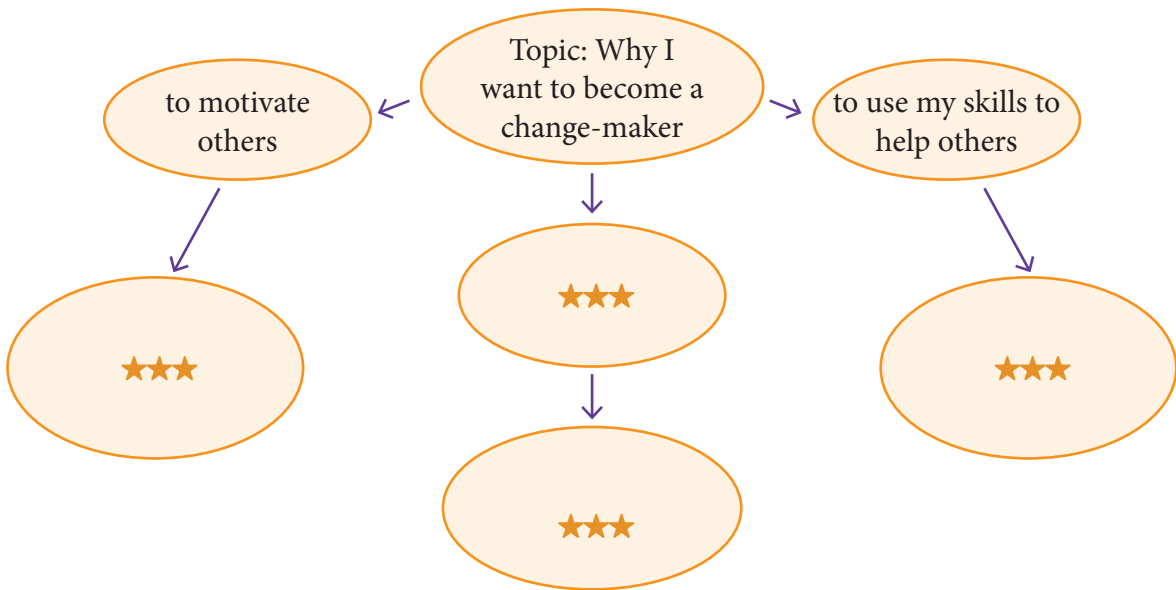 Topic: Why I
want to become a
change-maker
to motivate
others
to use my skills to
help others